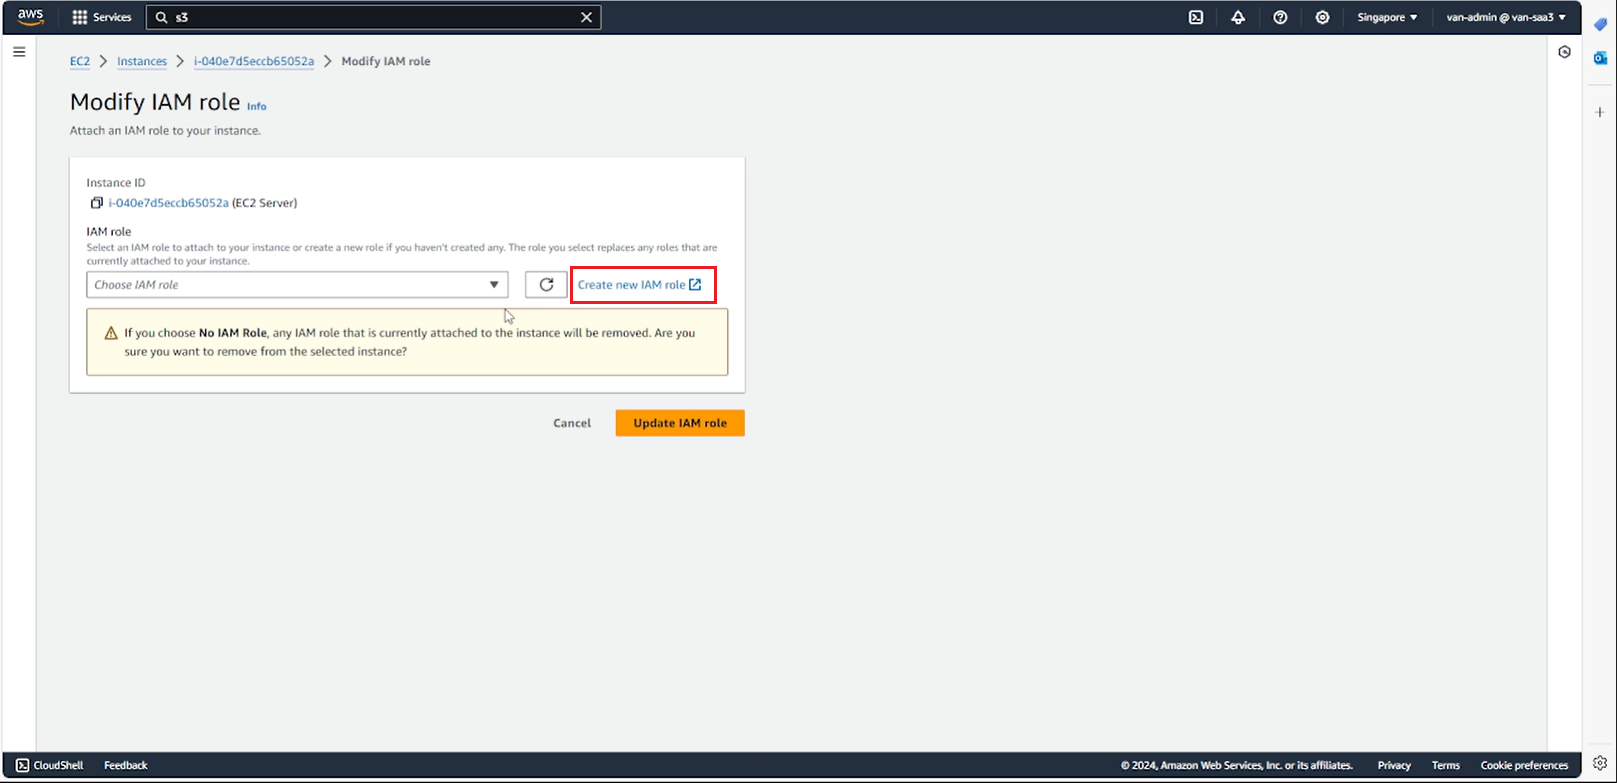 aws Services s3 Singapore van-admin @ van-saa3
EC2 Instances i-040e7d5eccb65052a Modify IAM role
Modify IAM role Info
Attach an IAM role to your instance.
Instance ID
i-040e7d5eccb65052a (EC2 Server)
IAM role
Select an IAM role to attach to your instance or create a new role if you haven't created any. The role you select replaces any roles that are
currently attached to your instance.
Choose IAM role Create new IAM role
If you choose No IAM Role, any IAM role that is currently attached to the instance will be removed. Are you
sure you want to remove from the selected instance?
Cancel Update IAM role
CloudShell Feedback © 2024, Amazon Web Services, Inc. or its affiliates. Privacy Terms Cookie preferences